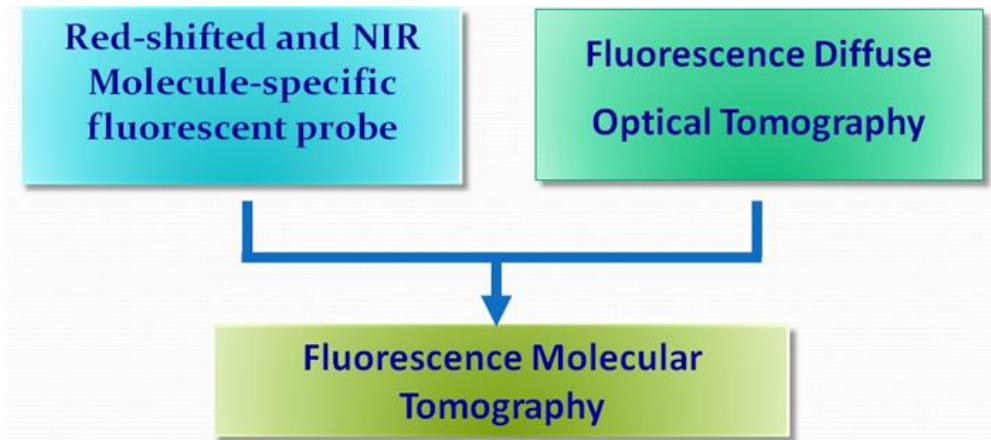 Red-shifted and NIR
Molecule-specific
fluorescent probe
Fluorescence Diffuse
Optical Tomography
Fluorescence Molecular
Tomography